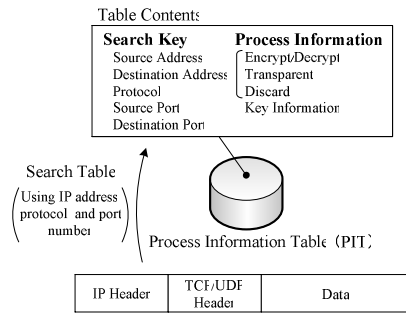 Table Contents
Search Key Process Information
Source Address Encrypt/Decrypt
Destination Address Transparent
Protocol Discard
Source Port Key Information
Destination Port
Search Table
Using IP address
protocol and port
number
Process Information Table (PIT)
IP Header TCP/UDP Header Data